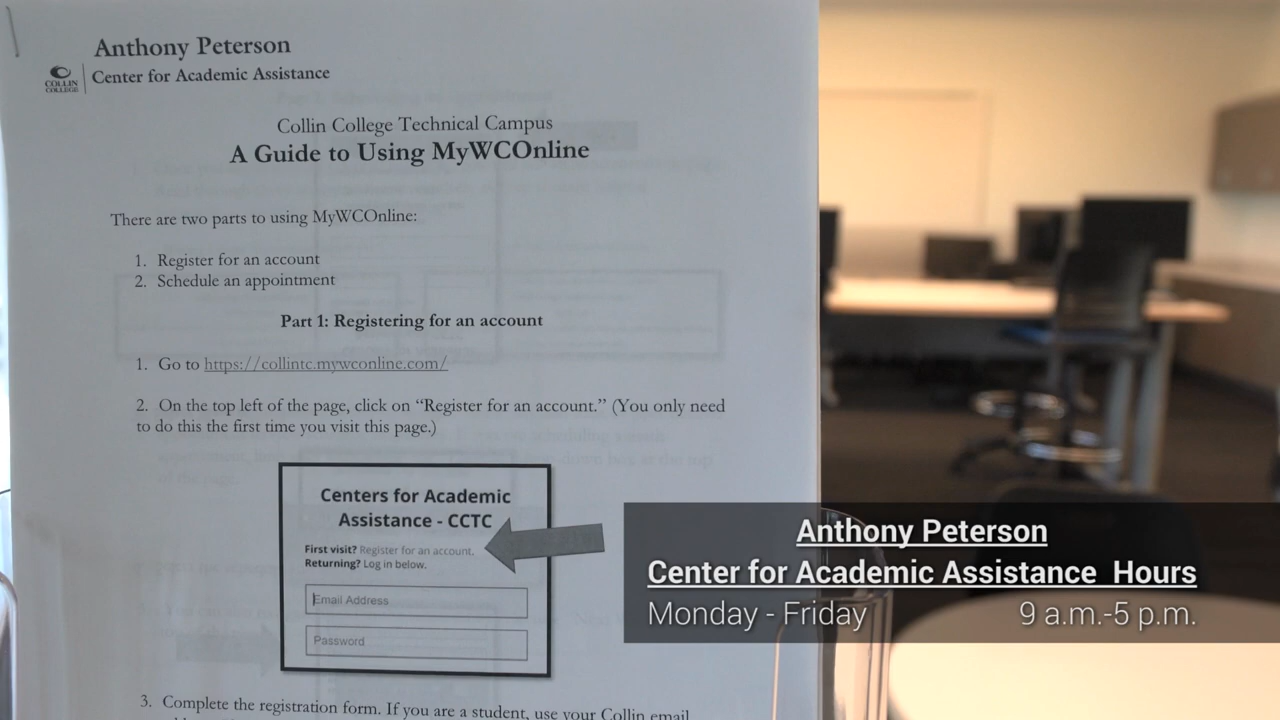 Anthony Peterson
COLLIN
COLLEGE
Center for Academic Assistance
Collin College Technical Campus
A Guide to Using MyWCOnline
There are two parts to using MyWCOnline:
1. Register for an account
2. Schedule an appointment
Part 1: Registering for an account
1. Go to https://collintc.mywconline.com/
2. On the top left of the page, click on “Register for an account.” (You only need
to do this the first time you visit this page.)
Centers for Academic
Assistance - CCTC
First visit? Register for an account.
Returning? Log in below.
Email Address
Password
3. Complete the registration form. If you are a student, use your Collin email
Anthony Peterson
Center for Academic Assistance Hours
Monday - Friday 9 a.m.-5 p.m.